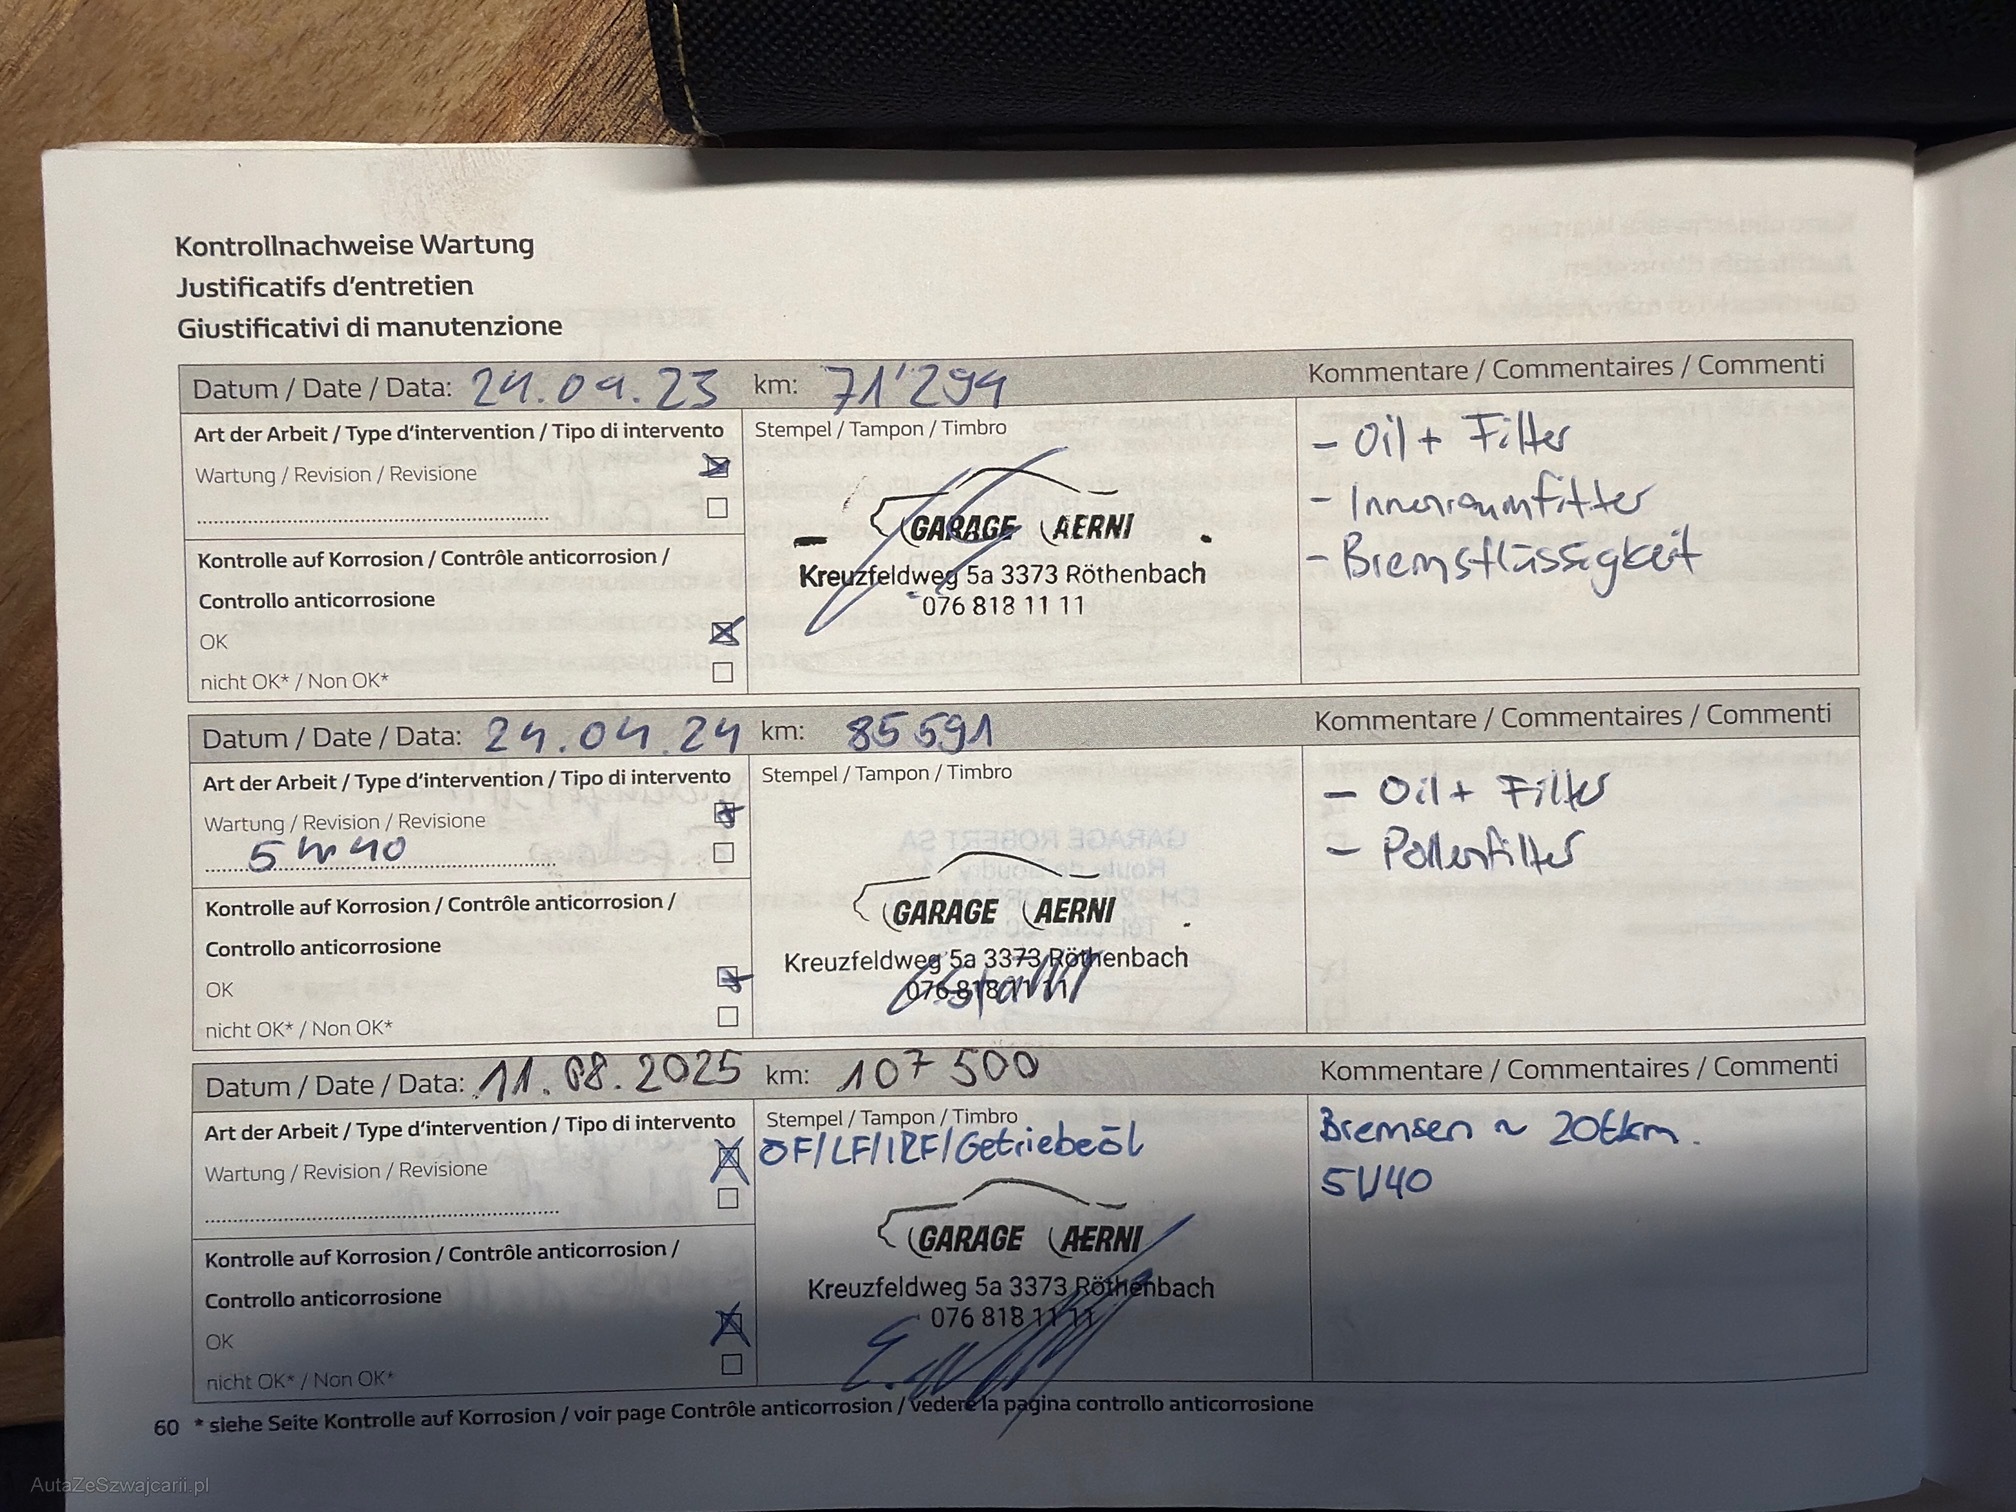 Kontrollnachweise Wartung
Justificatifs d'entretien
Giustificativi di manutenzione
Datum / Date / Data: 24.04.23 km: 71'294 Kommentare / Commentaires / Commenti
Art der Arbeit / Type d'intervention / Tipo di intervento
Wartung / Revision / Revisione
Kontrolle auf Korrosion / Contrôle anticorrosion /
Controllo anticorrosione
OK
nicht OK* / Non OK*
Stempel / Tampon / Timbro
GARAGE AERNI
Kreuzfeldweg 5a 3373 Röthenbach
076 818 11 11
- Oil + Filter
- Innenraumfilter
- Bremsflüssigkeit
Datum / Date / Data: 24.04.24 km: 85591 Kommentare / Commentaires / Commenti
Art der Arbeit / Type d'intervention / Tipo di intervento
Wartung / Revision / Revisione
5W40
Kontrolle auf Korrosion / Contrôle anticorrosion /
Controllo anticorrosione
OK
nicht OK* / Non OK*
Stempel / Tampon / Timbro
GARAGE AERNI
Kreuzfeldweg 5a 3373 Röthenbach
076 818 11 11
- Oil + Filter
- Pollenfilter
Datum / Date / Data: 11.08.2025 km: 107 500 Kommentare / Commentaires / Commenti
Art der Arbeit / Type d'intervention / Tipo di intervento
Wartung / Revision / Revisione
Kontrolle auf Korrosion / Contrôle anticorrosion /
Controllo anticorrosione
OK
nicht OK* / Non OK*
Stempel / Tampon / Timbro
ÖF/LF/IRF/Getriebeöl
GARAGE AERNI
Kreuzfeldweg 5a 3373 Röthenbach
076 818 11 11
Bremsen ~ 20tkm.
5W40
60 * siehe Seite Kontrolle auf Korrosion / voir page Contrôle anticorrosion / vedere la pagina controllo anticorrosione
AutaZeSzwajcarii.pl